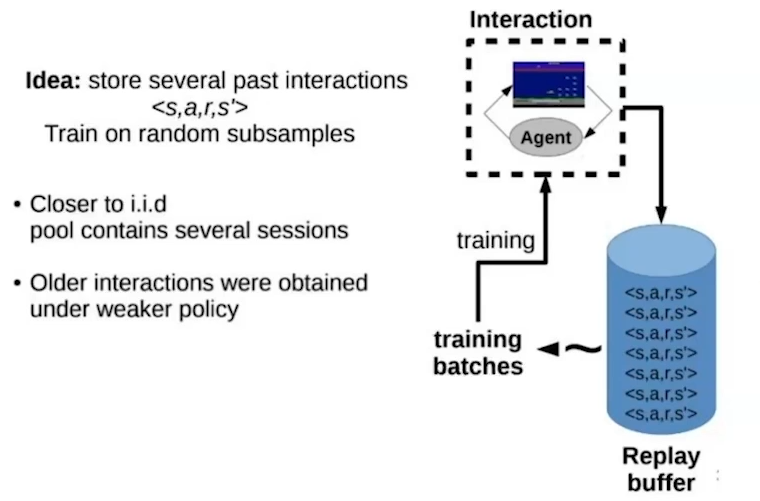 Idea: store several past interactions
<s,a,r,s'>
Train on random subsamples
• Closer to i.i.d
pool contains several sessions
• Older interactions were obtained
under weaker policy
Interaction
Agent
training
training
batches
<s,a,r,s'>
<s,a,r,s'>
<s,a,r,s'>
<s,a,r,s'>
<s,a,r,s'>
<s,a,r,s'>
<s,a,r,s'>
Replay
buffer